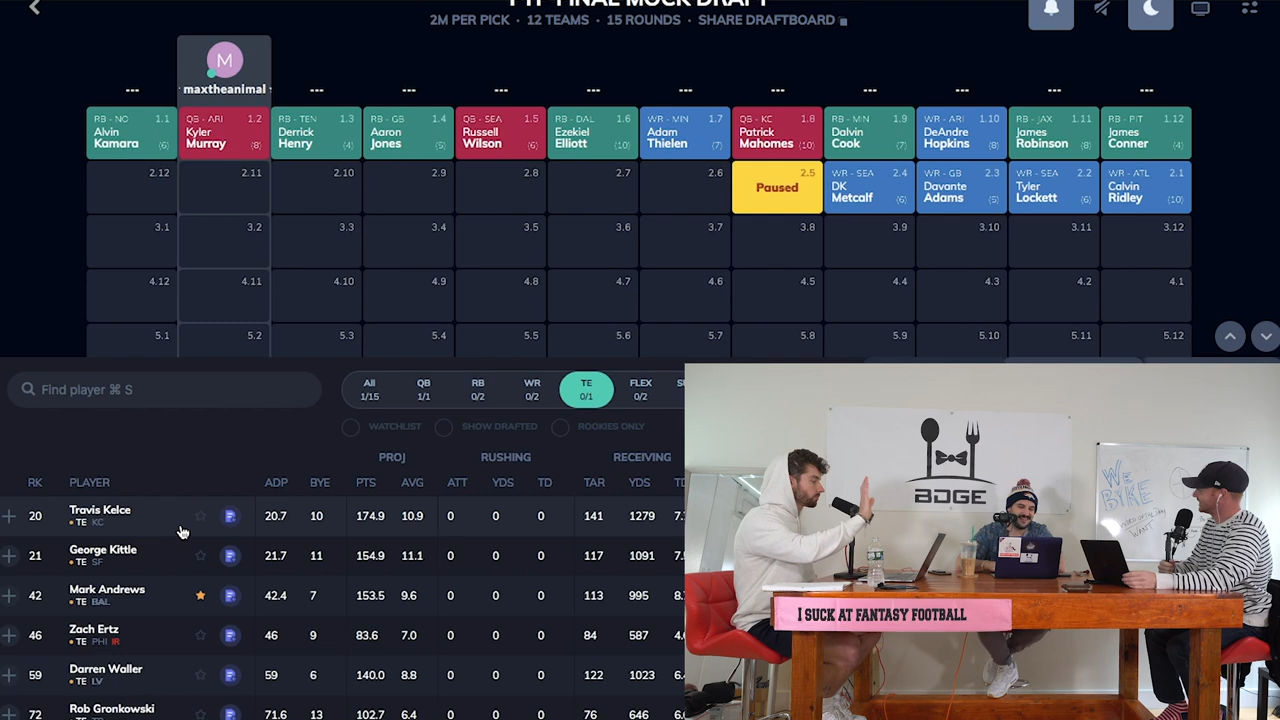 2M PER PICK · 12 TEAMS · 15 ROUNDS · SHARE DRAFTBOARD
M
maxtheanimal
--- --- --- --- --- --- --- --- --- --- ---
RB - NO 1.1 Alvin Kamara (6)
QB - ARI 1.2 Kyler Murray (8)
RB - TEN 1.3 Derrick Henry (4)
RB - GB 1.4 Aaron Jones (5)
QB - SEA 1.5 Russell Wilson (6)
RB - DAL 1.6 Ezekiel Elliott (10)
WR - MIN 1.7 Adam Thielen (7)
QB - KC 1.8 Patrick Mahomes (10)
RB - MIN 1.9 Dalvin Cook (7)
WR - ARI 1.10 DeAndre Hopkins (8)
RB - JAX 1.11 James Robinson (8)
RB - PIT 1.12 James Conner (4)
2.12 2.11 2.10 2.9 2.8 2.7 2.6
2.5 Paused
WR - SEA 2.4 DK Metcalf (6)
WR - GB 2.3 Davante Adams (5)
WR - SEA 2.2 Tyler Lockett (6)
WR - ATL 2.1 Calvin Ridley (10)
3.1 3.2 3.3 3.4 3.5 3.6 3.7 3.8 3.9 3.10 3.11 3.12
4.12 4.11 4.10 4.9 4.8 4.7 4.6 4.5 4.4 4.3 4.2 4.1
5.1 5.2 5.3 5.4 5.5 5.6 5.7 5.8 5.9 5.10 5.11 5.12
Find player ⌘ S
All QB RB WR TE FLEX
1/15 1/1 0/2 0/2 0/1 0/2
WATCHLIST SHOW DRAFTED ROOKIES ONLY
PROJ RUSHING RECEIVING
RK PLAYER ADP BYE PTS AVG ATT YDS TD TAR YDS
20 Travis Kelce TE KC 20.7 10 174.9 10.9 0 0 0 141 1279
21 George Kittle TE SF 21.7 11 154.9 11.1 0 0 0 117 1091
42 Mark Andrews TE BAL 42.4 7 153.5 9.6 0 0 0 113 995
46 Zach Ertz TE PHI IR 46 9 83.6 7.0 0 0 0 84 587
59 Darren Waller TE LV 59 6 140.0 8.8 0 0 0 122 1023
72 Rob Gronkowski 71.6 13 102.7 6.4 0 0 0 76 646
BDGE
WE
I SUCK AT FANTASY FOOTBALL